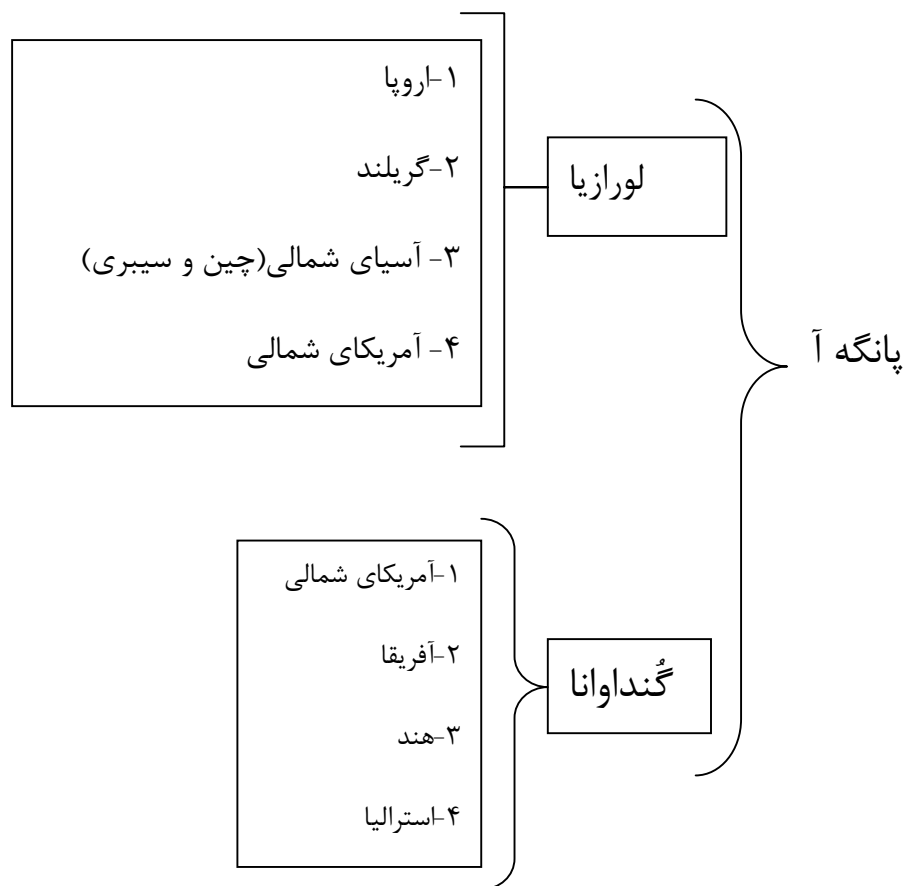 پانگه آ
لورازیا
۱-اروپا
۲-گریلند
۳- آسیای شمالی(چین و سیبری)
۴- آمریکای شمالی
گُنداوانا
۱-آمریکای شمالی
۲-آفریقا
۳-هند
۴-استرالیا